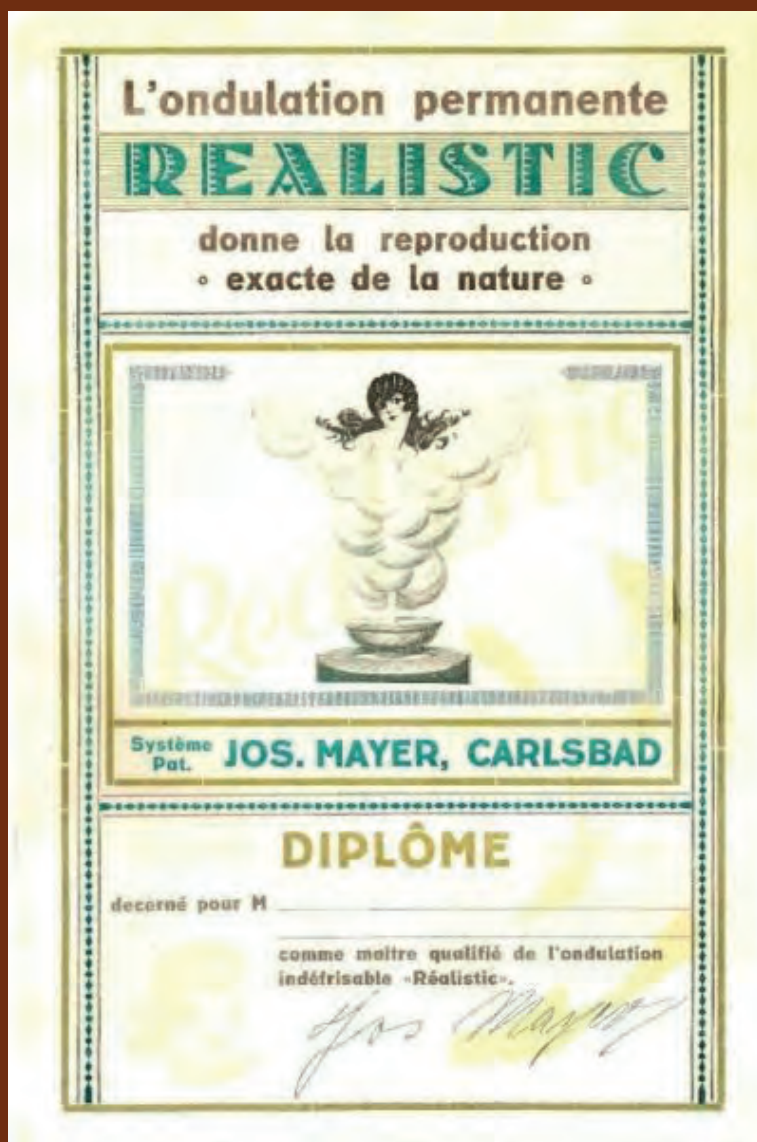 L'ondulation permanente
REALISTIC
donne la reproduction
∘ exacte de la nature ∘
Système
Pat.
JOS. MAYER, CARLSBAD
DIPLÔME
decerné pour M
comme maître qualifié de l'ondulation
indéfrisable «Réalistic».
Jos Mayer